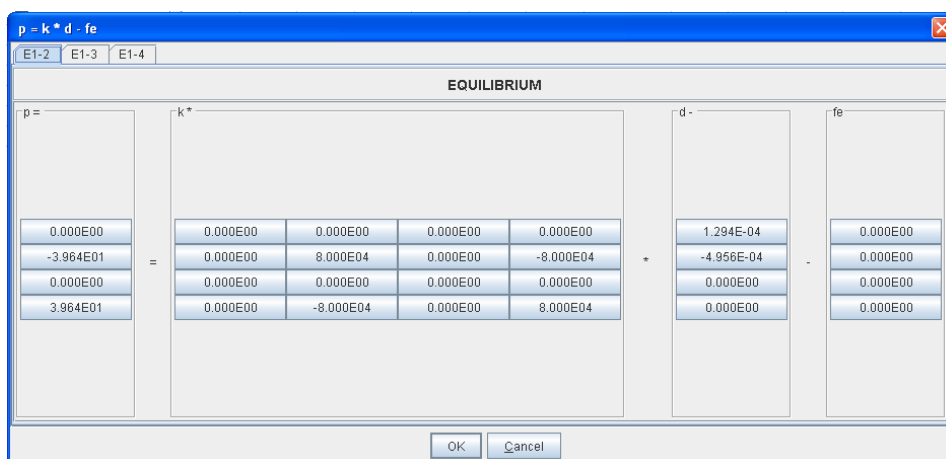 p = k * d - fe
E1-2 E1-3 E1-4
EQUILIBRIUM
p = k * d - fe
0.000E00 0.000E00 0.000E00 0.000E00 0.000E00 1.294E-04 0.000E00
-3.964E01 = 0.000E00 8.000E04 0.000E00 -8.000E04 * -4.956E-04 - 0.000E00
0.000E00 0.000E00 0.000E00 0.000E00 0.000E00 0.000E00 0.000E00
3.964E01 0.000E00 -8.000E04 0.000E00 8.000E04 0.000E00 0.000E00
OK Cancel